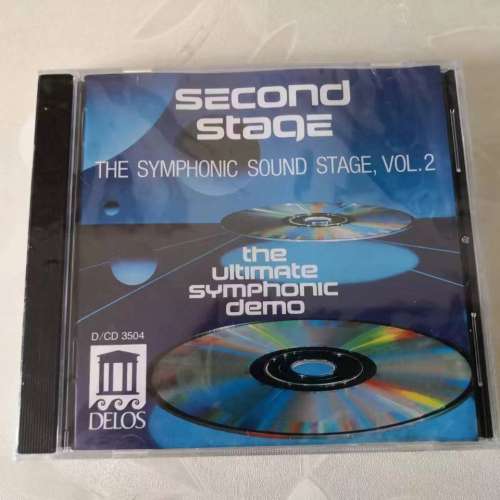 second
stage
THE SYMPHONIC SOUND STAGE, VOL. 2
the
ultimate
symphonic
demo
D/CD 3504
DELOS